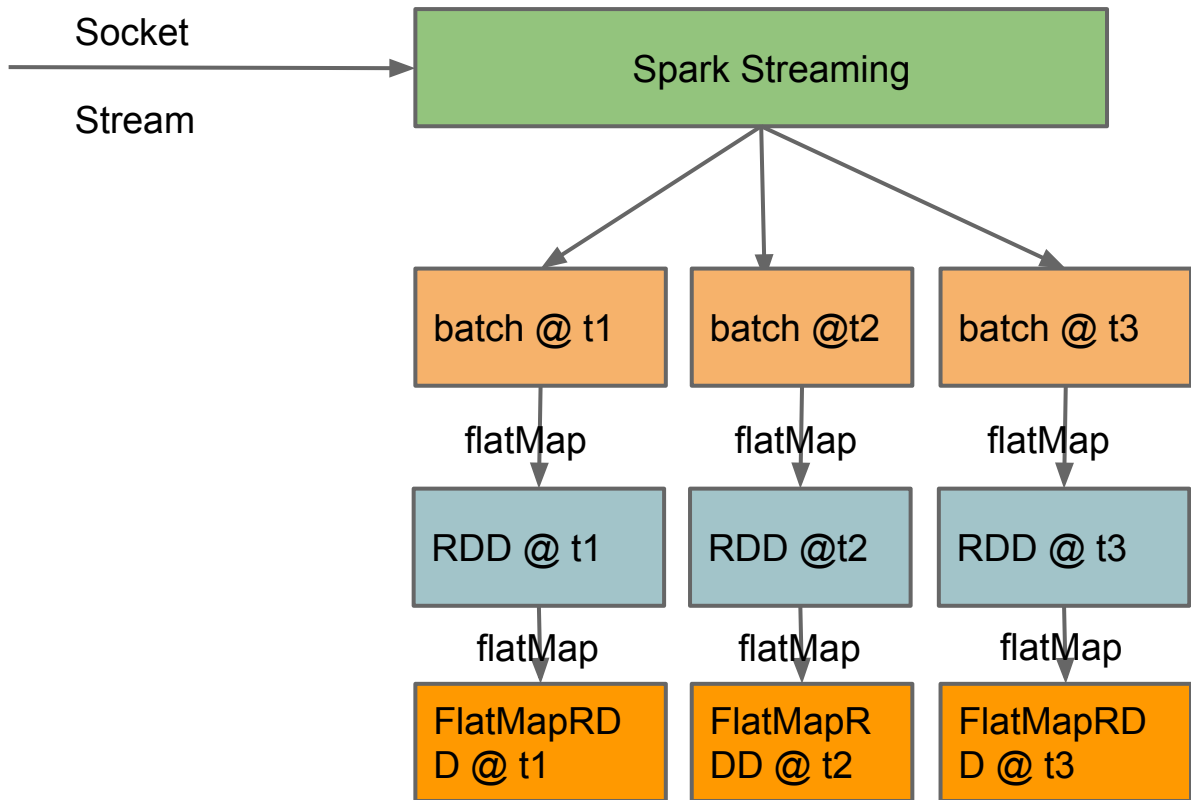 Socket
Spark Streaming
Stream
batch @ t1
batch @t2
batch @ t3
flatMap
flatMap
flatMap
RDD @ t1
RDD @t2
RDD @ t3
flatMap
flatMap
flatMap
FlatMapRD
D @ t1
FlatMapR
DD @ t2
FlatMapRD
D @ t3